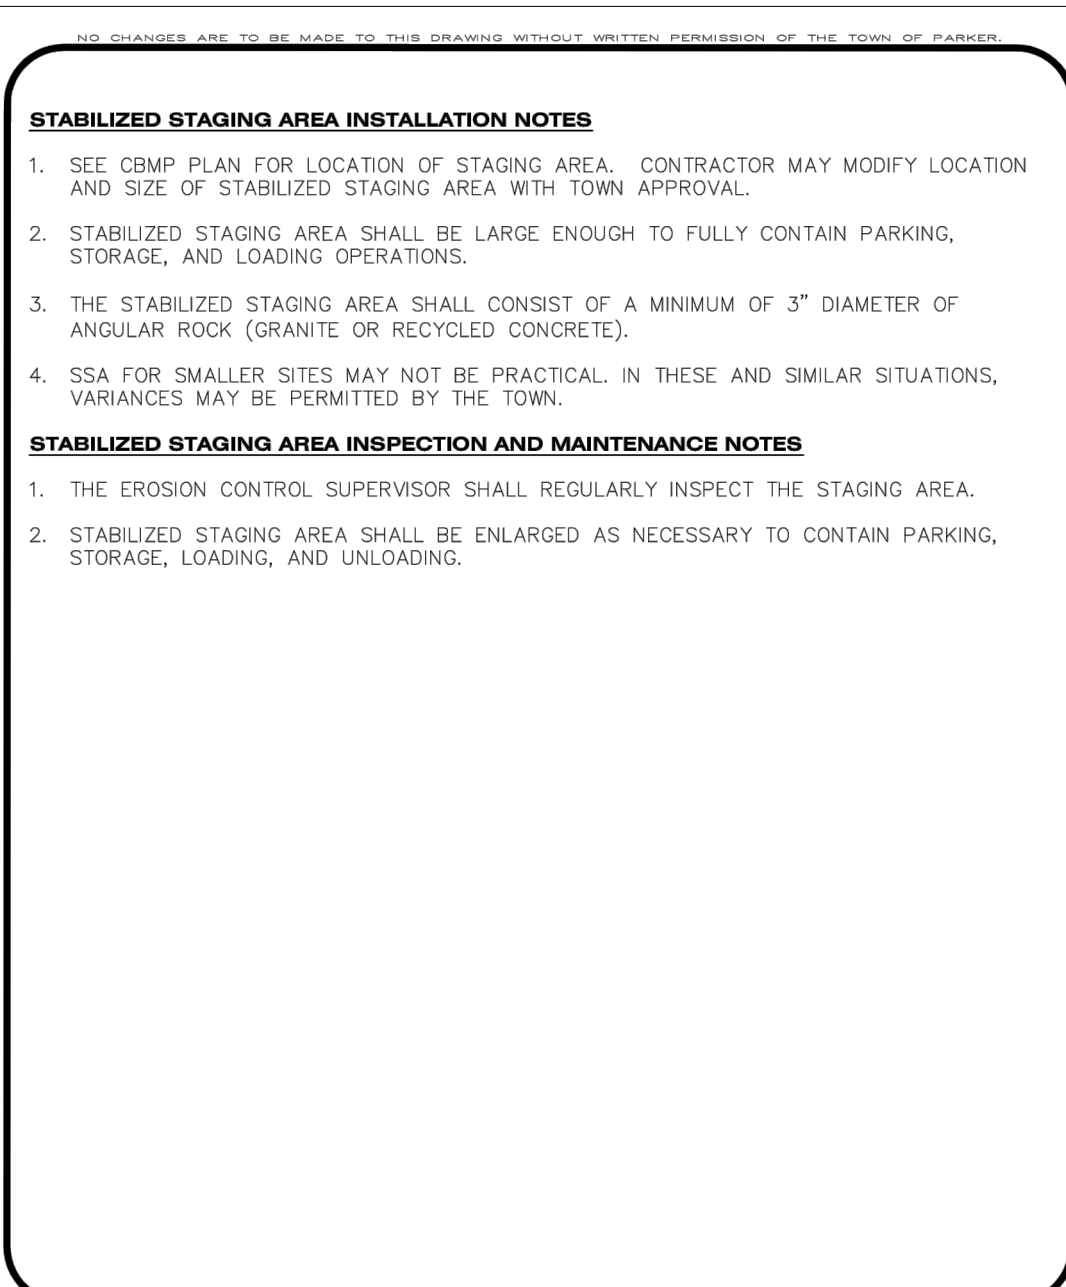 NO CHANGES ARE TO BE MADE TO THIS DRAWING WITHOUT WRITTEN PERMISSION OF THE TOWN OF PARKER.
STABILIZED STAGING AREA INSTALLATION NOTES
1. SEE CBMP PLAN FOR LOCATION OF STAGING AREA. CONTRACTOR MAY MODIFY LOCATION
AND SIZE OF STABILIZED STAGING AREA WITH TOWN APPROVAL.
2. STABILIZED STAGING AREA SHALL BE LARGE ENOUGH TO FULLY CONTAIN PARKING,
STORAGE, AND LOADING OPERATIONS.
3. THE STABILIZED STAGING AREA SHALL CONSIST OF A MINIMUM OF 3” DIAMETER OF
ANGULAR ROCK (GRANITE OR RECYCLED CONCRETE).
4. SSA FOR SMALLER SITES MAY NOT BE PRACTICAL. IN THESE AND SIMILAR SITUATIONS,
VARIANCES MAY BE PERMITTED BY THE TOWN.
STABILIZED STAGING AREA INSPECTION AND MAINTENANCE NOTES
1. THE EROSION CONTROL SUPERVISOR SHALL REGULARLY INSPECT THE STAGING AREA.
2. STABILIZED STAGING AREA SHALL BE ENLARGED AS NECESSARY TO CONTAIN PARKING,
STORAGE, LOADING, AND UNLOADING.